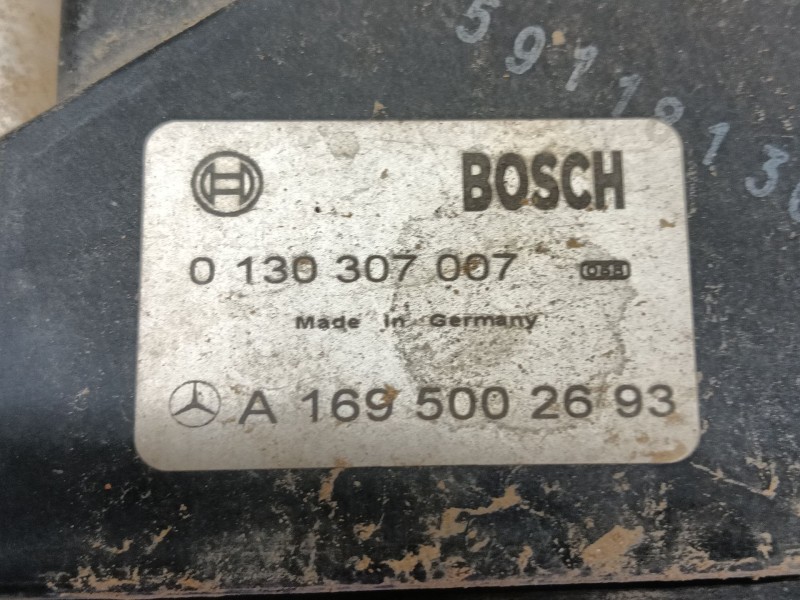 BOSCH
0 130 307 007
Made in Germany
A 169 500 26 93